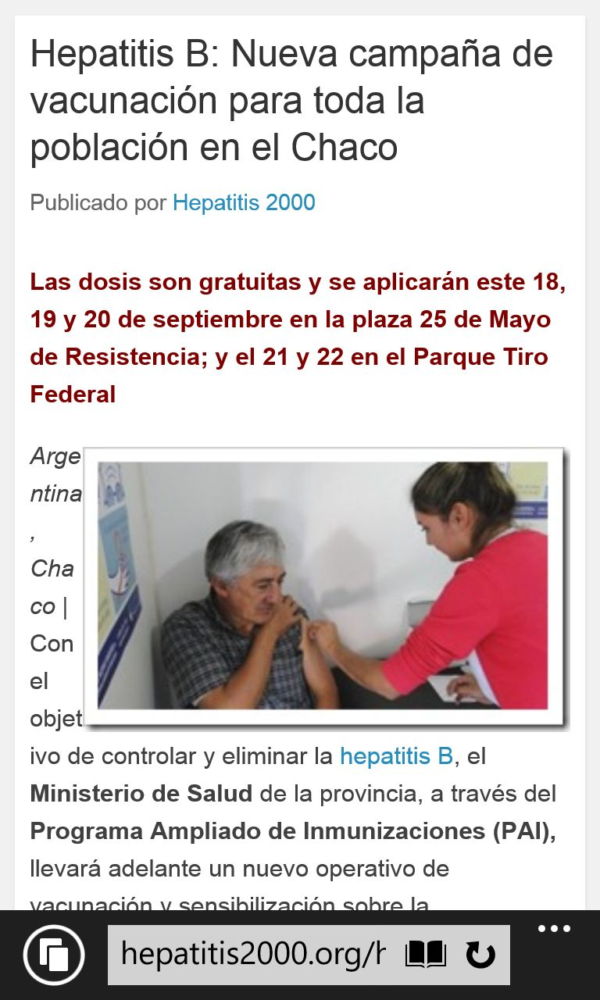 Hepatitis B: Nueva campaña de
vacunación para toda la
población en el Chaco
Publicado por Hepatitis 2000
Las dosis son gratuitas y se aplicarán este 18,
19 y 20 de septiembre en la plaza 25 de Mayo
de Resistencia; y el 21 y 22 en el Parque Tiro
Federal
Arge
ntina
,
Cha
co |
Con
el
objet
ivo de controlar y eliminar la hepatitis B, el
Ministerio de Salud de la provincia, a través del
Programa Ampliado de Inmunizaciones (PAI),
llevará adelante un nuevo operativo de
vacunación y sensibilización sobre la
hepatitis2000.org/h